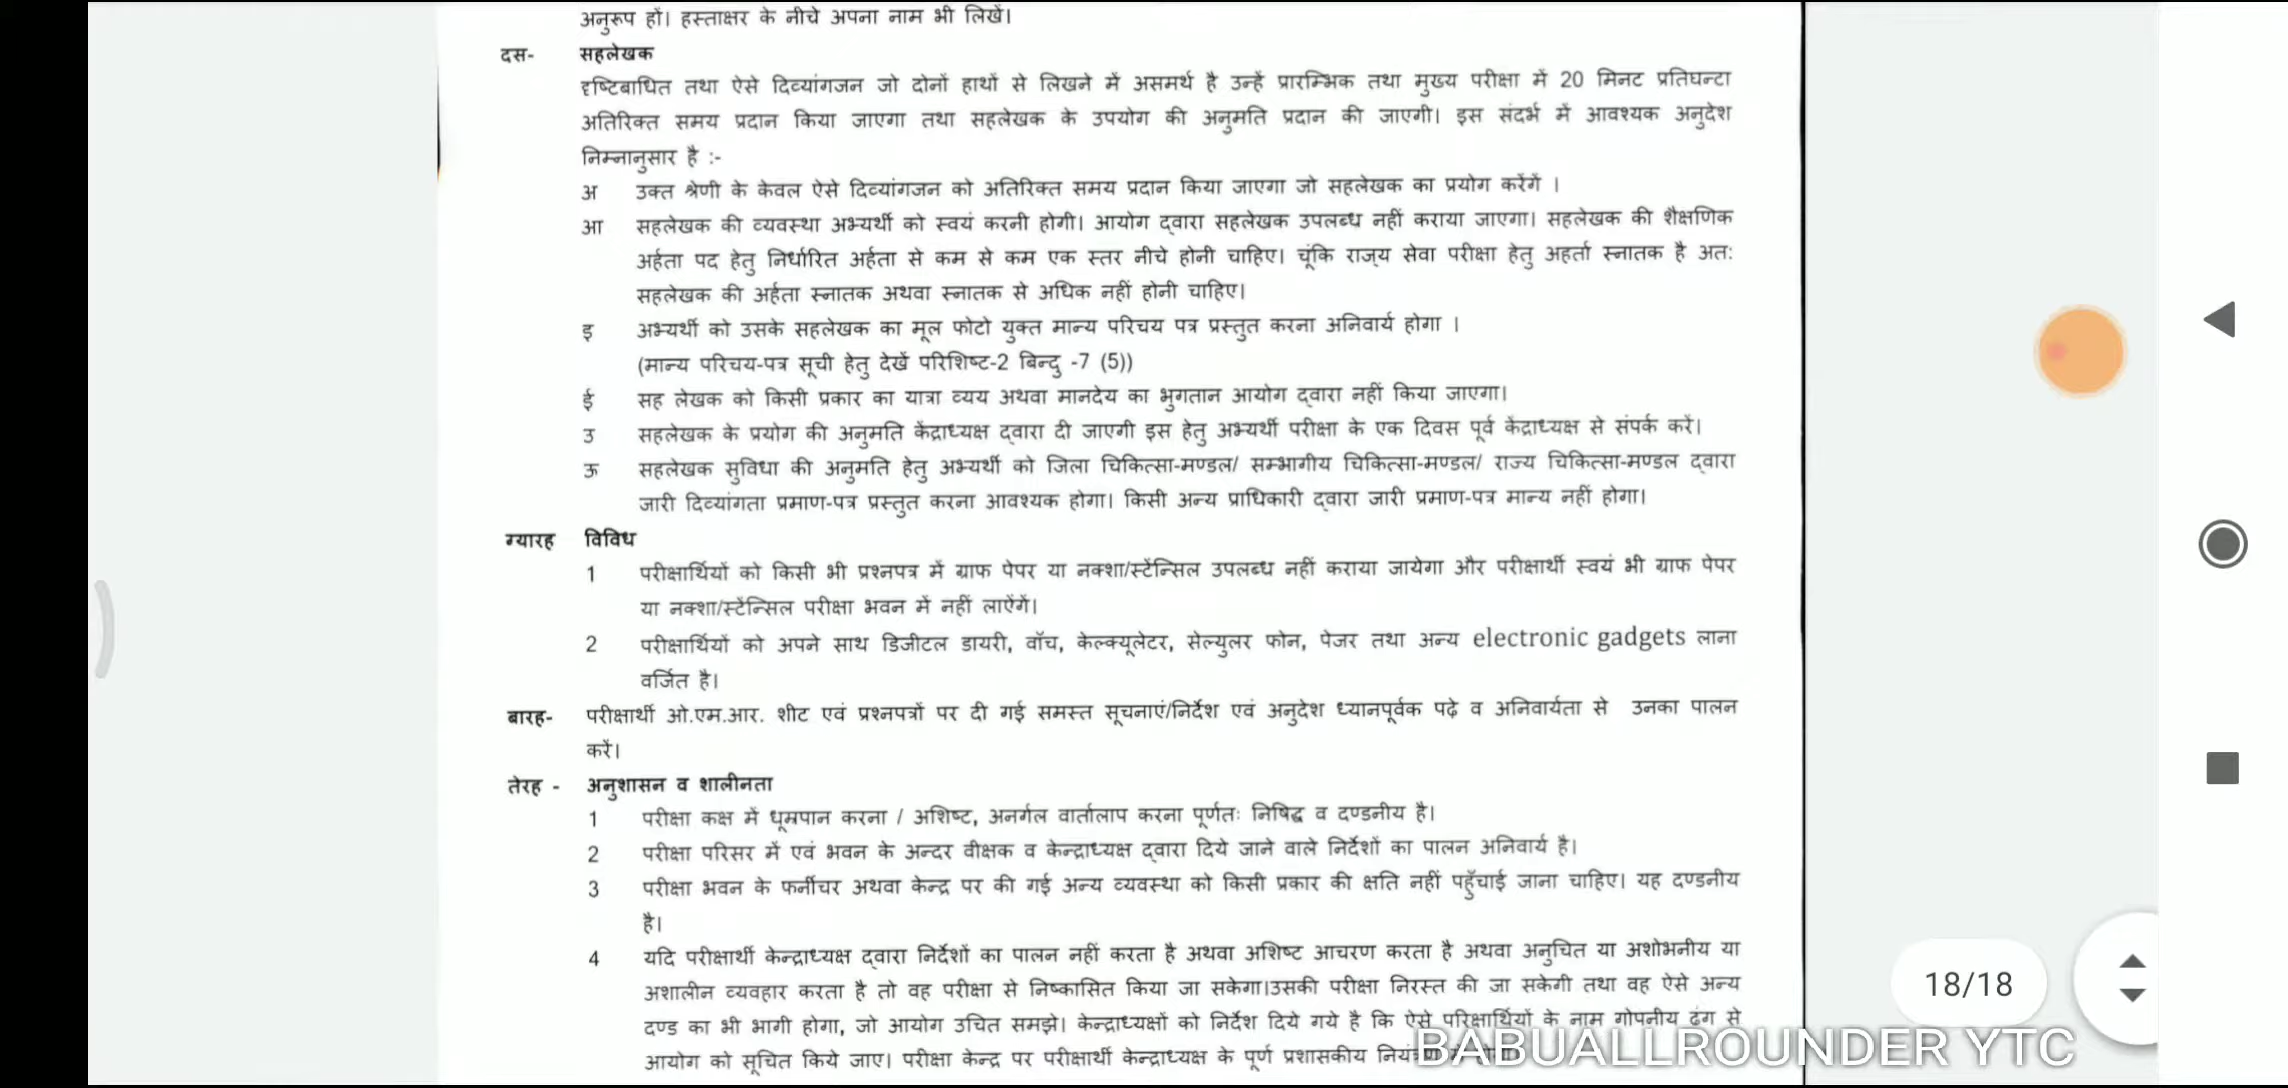 अनुरूप हों। हस्ताक्षर के नीचे अपना नाम भी लिखें।
दस- सहलेखक
दृष्टिबाधित तथा ऐसे दिव्यांगजन जो दोनों हाथों से लिखने में असमर्थ है उन्हें प्रारम्भिक तथा मुख्य परीक्षा में 20 मिनट प्रतिघन्टा
अतिरिक्त समय प्रदान किया जाएगा तथा सहलेखक के उपयोग की अनुमति प्रदान की जाएगी। इस संदर्भ में आवश्यक अनुदेश
निम्नानुसार है :-
अ उक्त श्रेणी के केवल ऐसे दिव्यांगजन को अतिरिक्त समय प्रदान किया जाएगा जो सहलेखक का प्रयोग करेंगें ।
आ सहलेखक की व्यवस्था अभ्यर्थी को स्वयं करनी होगी। आयोग द्वारा सहलेखक उपलब्ध नहीं कराया जाएगा। सहलेखक की शैक्षणिक
अर्हता पद हेतु निर्धारित अर्हता से कम से कम एक स्तर नीचे होनी चाहिए। चूंकि राज्य सेवा परीक्षा हेतु अहर्ता स्नातक है अतः
सहलेखक की अर्हता स्नातक अथवा स्नातक से अधिक नहीं होनी चाहिए।
इ अभ्यर्थी को उसके सहलेखक का मूल फोटो युक्त मान्य परिचय पत्र प्रस्तुत करना अनिवार्य होगा ।
(मान्य परिचय-पत्र सूची हेतु देखें परिशिष्ट-2 बिन्दु -7 (5))
ई सह लेखक को किसी प्रकार का यात्रा व्यय अथवा मानदेय का भुगतान आयोग द्वारा नहीं किया जाएगा।
उ सहलेखक के प्रयोग की अनुमति केंद्राध्यक्ष द्वारा दी जाएगी इस हेतु अभ्यर्थी परीक्षा के एक दिवस पूर्व केंद्राध्यक्ष से संपर्क करें।
ऊ सहलेखक सुविधा की अनुमति हेतु अभ्यर्थी को जिला चिकित्सा-मण्डल/ सम्भागीय चिकित्सा-मण्डल/ राज्य चिकित्सा-मण्डल द्वारा
जारी दिव्यांगता प्रमाण-पत्र प्रस्तुत करना आवश्यक होगा। किसी अन्य प्राधिकारी द्वारा जारी प्रमाण-पत्र मान्य नहीं होगा।
ग्यारह विविध
1 परीक्षार्थियों को किसी भी प्रश्नपत्र में ग्राफ पेपर या नक्शा/स्टेंन्सिल उपलब्ध नहीं कराया जायेगा और परीक्षार्थी स्वयं भी ग्राफ पेपर
या नक्शा/स्टेंन्सिल परीक्षा भवन में नहीं लाऐंगें।
2 परीक्षार्थियों को अपने साथ डिजीटल डायरी, वॉच, केल्क्यूलेटर, सेल्युलर फोन, पेजर तथा अन्य electronic gadgets लाना
वर्जित है।
बारह- परीक्षार्थी ओ.एम.आर. शीट एवं प्रश्नपत्रों पर दी गई समस्त सूचनाएं/निर्देश एवं अनुदेश ध्यानपूर्वक पढ़े व अनिवार्यता से उनका पालन
करें।
तेरह - अनुशासन व शालीनता
1 परीक्षा कक्ष में धूम्रपान करना / अशिष्ट, अनर्गल वार्तालाप करना पूर्णतः निषिद्ध व दण्डनीय है।
2 परीक्षा परिसर में एवं भवन के अन्दर वीक्षक व केन्द्राध्यक्ष द्वारा दिये जाने वाले निर्देशों का पालन अनिवार्य है।
3 परीक्षा भवन के फर्नीचर अथवा केन्द्र पर की गई अन्य व्यवस्था को किसी प्रकार की क्षति नहीं पहुँचाई जाना चाहिए। यह दण्डनीय
है।
4 यदि परीक्षार्थी केन्द्राध्यक्ष द्वारा निर्देशों का पालन नहीं करता है अथवा अशिष्ट आचरण करता है अथवा अनुचित या अशोभनीय या
अशालीन व्यवहार करता है तो वह परीक्षा से निष्कासित किया जा सकेगा।उसकी परीक्षा निरस्त की जा सकेगी तथा वह ऐसे अन्य
दण्ड का भी भागी होगा, जो आयोग उचित समझे। केन्द्राध्यक्षों को निर्देश दिये गये है कि ऐसे परिक्षार्थियों के नाम गोपनीय ढंग से
आयोग को सूचित किये जाए। परीक्षा केन्द्र पर परीक्षार्थी केन्द्राध्यक्ष के पूर्ण प्रशासकीय
18/18
BABUALLROUNDER YTC